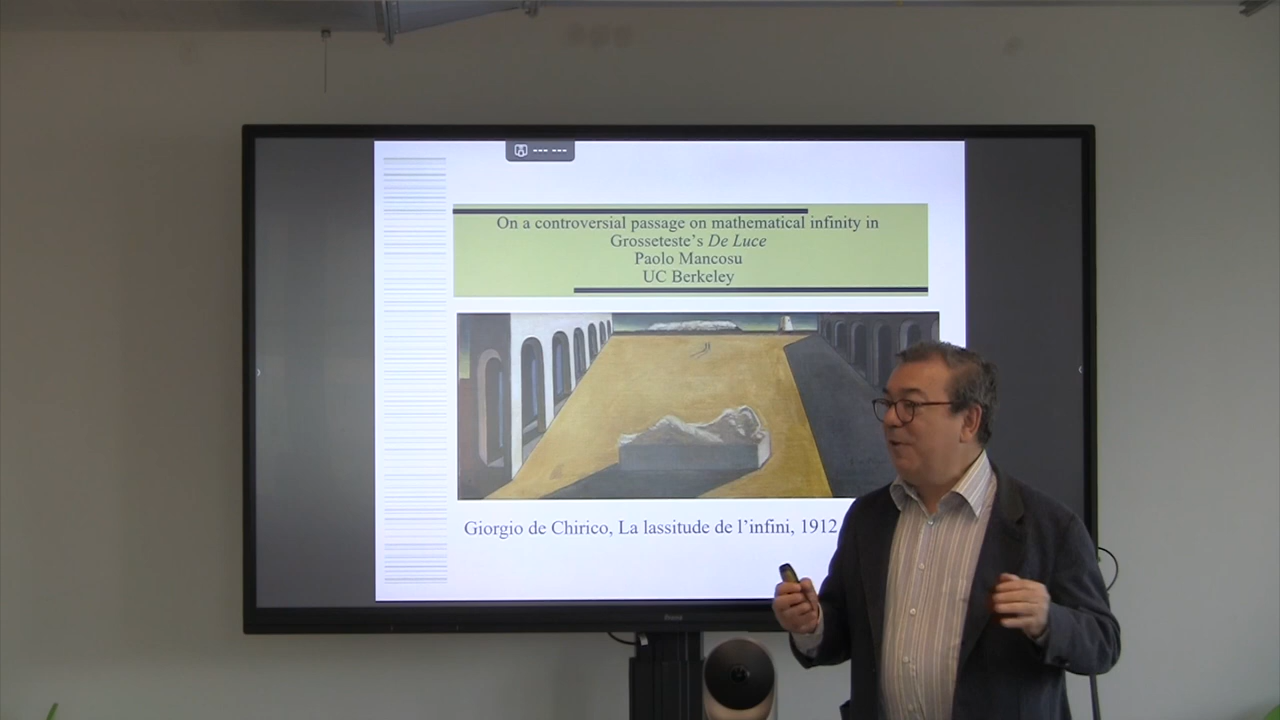 On a controversial passage on mathematical infinity in
Grosseteste's De Luce
Paolo Mancosu
UC Berkeley
Giorgio de Chirico, La lassitude de l'infini, 1912